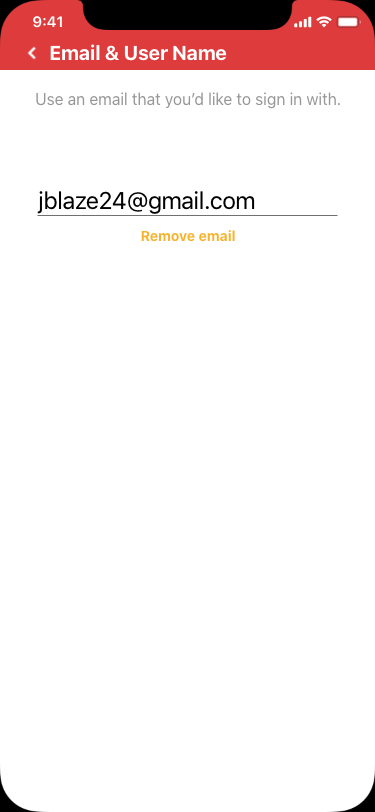 9:41
Email & User Name
Use an email that you’d like to sign in with.
jblaze24@gmail.com
Remove email